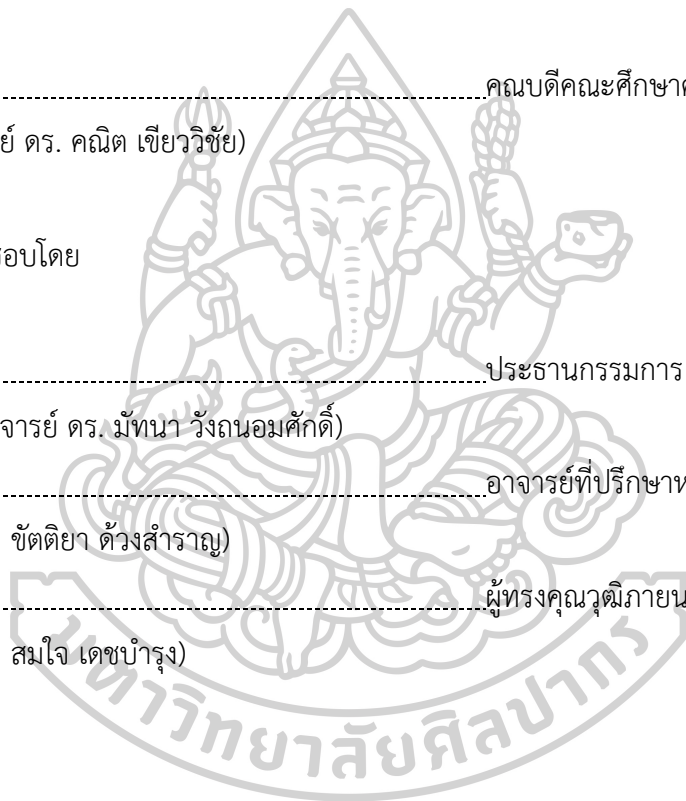 คณบดีคณะศึกษาศ
ย์ ดร. คณิต เขียววิชัย)
อบโดย
ประธานกรรมการ
จารย์ ดร. มัทนา วังถนอมศักดิ์)
อาจารย์ที่ปรึกษาห
ขัตติยา ด้วงสำราญ)
ผู้ทรงคุณวุฒิภายน
สมใจ เดชบำรุง)
มหาวิทยาลัยศิลปากร